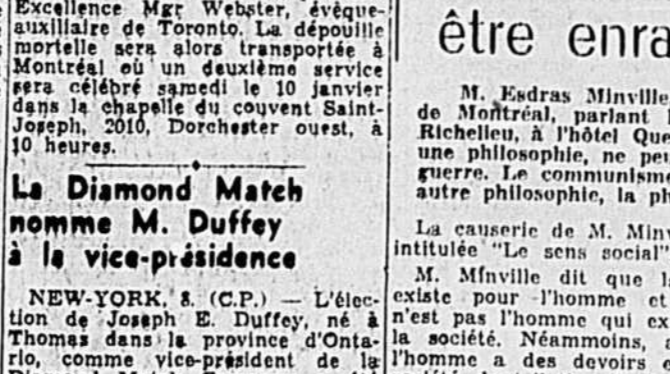 Excellence Mgr Webster, évêque-
auxiliaire de Toronto. La dépouille
mortelle sera alors transportée à
Montréal où un deuxième service
sera célébré samedi le 10 janvier
dans la chapelle du couvent Saint-
Joseph, 2010, Dorchester ouest, à
10 heures.
La Diamond Match
nomme M. Duffey
à la vice-présidence
NEW-YORK, 8. (C.P.) — L'élec-
tion de Joseph E. Duffey, né à
Thomas dans la province d'Onta-
rio, comme vice-président de la
être enra
M. Esdras Minville
de Montréal, parlant
Richelieu, à l'hôtel Que
une philosophie, ne peu
guerre. Le communisme
autre philosophie, la pl
La causerie de M. Minv
intitulée "Le sens social"
M. Minville dit que l
existe pour l'homme et
n'est pas l'homme qui ex
la société. Néammoins,
l'homme a des devoirs